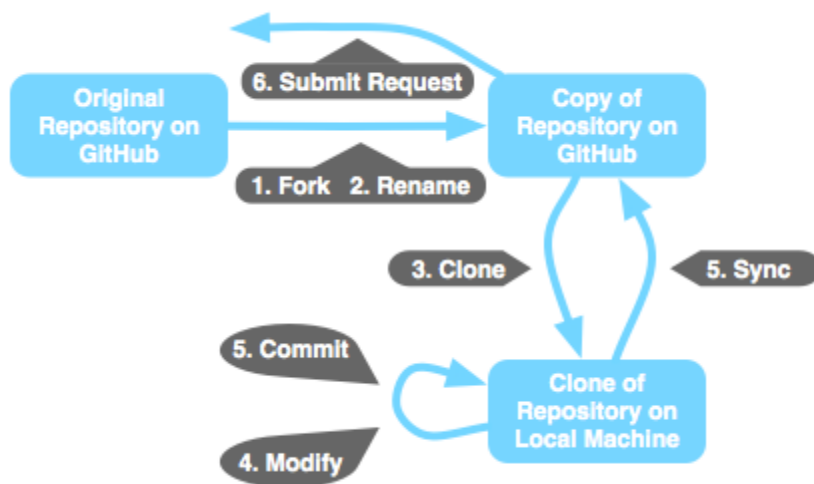 6. Submit Request
Original
Repository on
GitHub
Copy of
Repository on
GitHub
1. Fork 2. Rename
3. Clone
5. Sync
5. Commit
Clone of
Repository on
Local Machine
4. Modify